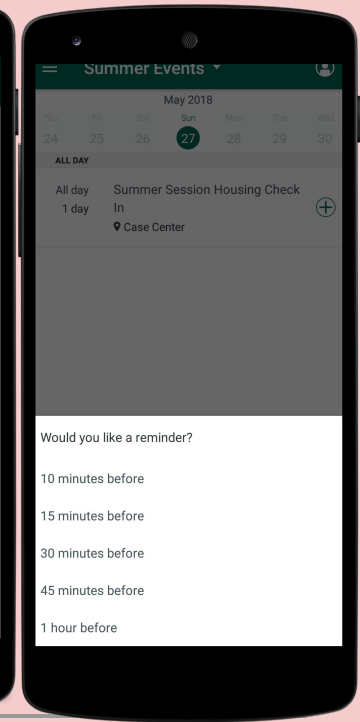 Summer Events
May 2018
Thu Fri Sat Sun Mon Tue Wed
24 25 26 27 28 29 30
ALL DAY
All day Summer Session Housing Check
1 day In
Case Center
Would you like a reminder?
10 minutes before
15 minutes before
30 minutes before
45 minutes before
1 hour before